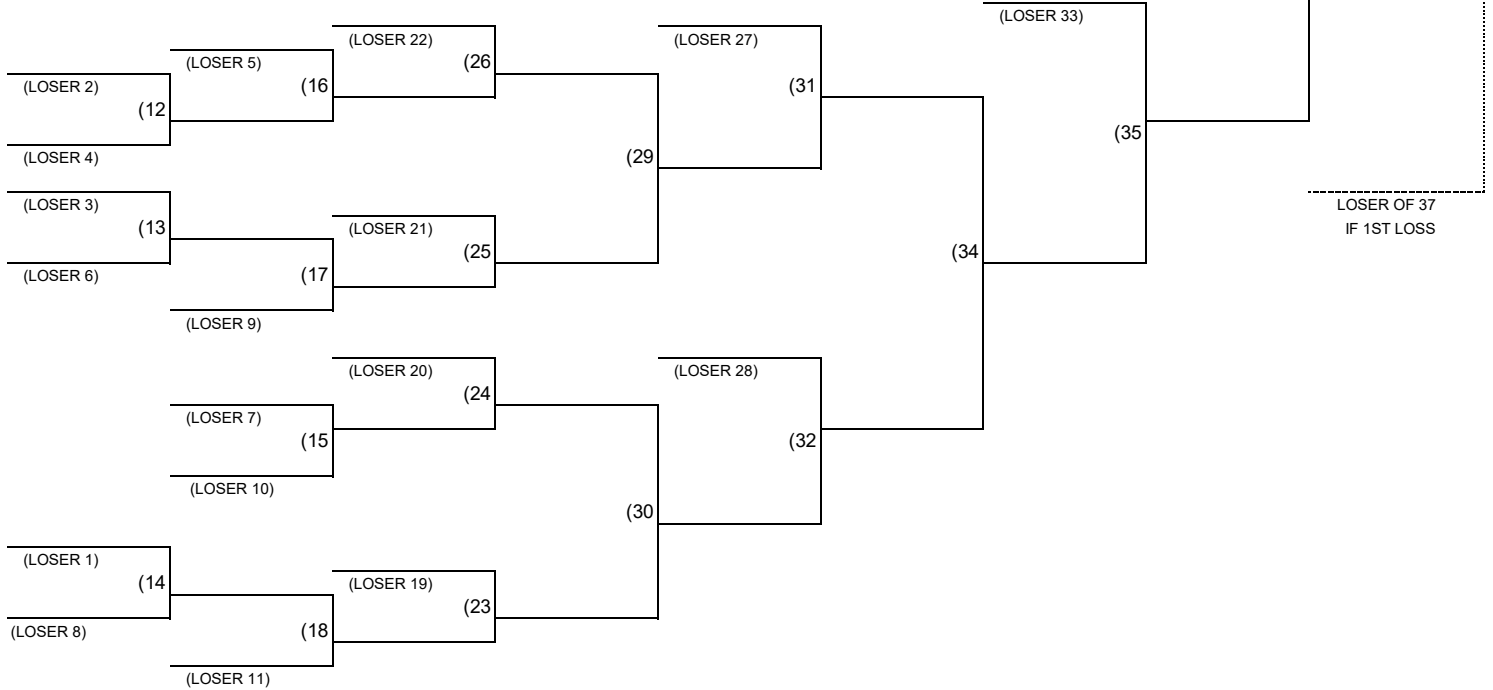 (LOSER 33)
(LOSER 22)
(LOSER 27)
(LOSER 5)
(26
(LOSER 2)
(16
(31
(12
(35
(LOSER 4)
(29
(LOSER 3)
LOSER OF 37
(13
(LOSER 21)
IF 1ST LOSS
(25
(34
(LOSER 6)
(17
(LOSER 9)
(LOSER 20)
(LOSER 28)
(24
(LOSER 7)
(15
(32
(LOSER 10)
(30
(LOSER 1)
(14
(LOSER 19)
(23
(LOSER 8)
(18
(LOSER 11)